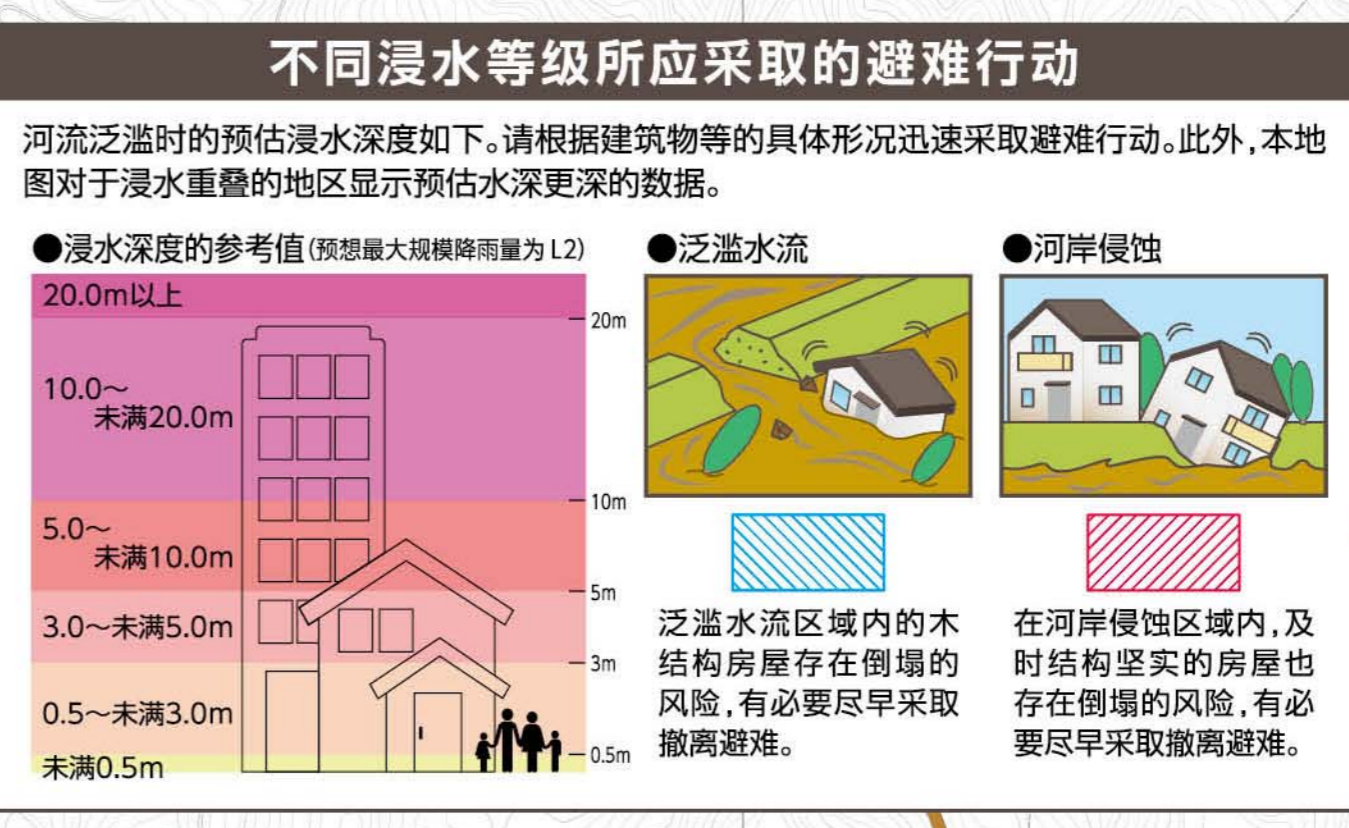 不同浸水等级所应采取的避难行动
河流泛滥时的预估浸水深度如下。请根据建筑物等的具体形况迅速采取避难行动。此外,本地
图对于浸水重叠的地区显示预估水深更深的数据。
●浸水深度的参考值(预想最大规模降雨量为 L2)
20.0m以上
10.0～
未满20.0m
5.0～
未满10.0m
3.0～未满5.0m
0.5～未满3.0m
未满0.5m
20m
10m
5m
3m
0.5m
●泛滥水流
泛滥水流区域内的木
结构房屋存在倒塌的
风险,有必要尽早采取
撤离避难。
●河岸侵蚀
在河岸侵蚀区域内,及
时结构坚实的房屋也
存在倒塌的风险,有必
要尽早采取撤离避难。